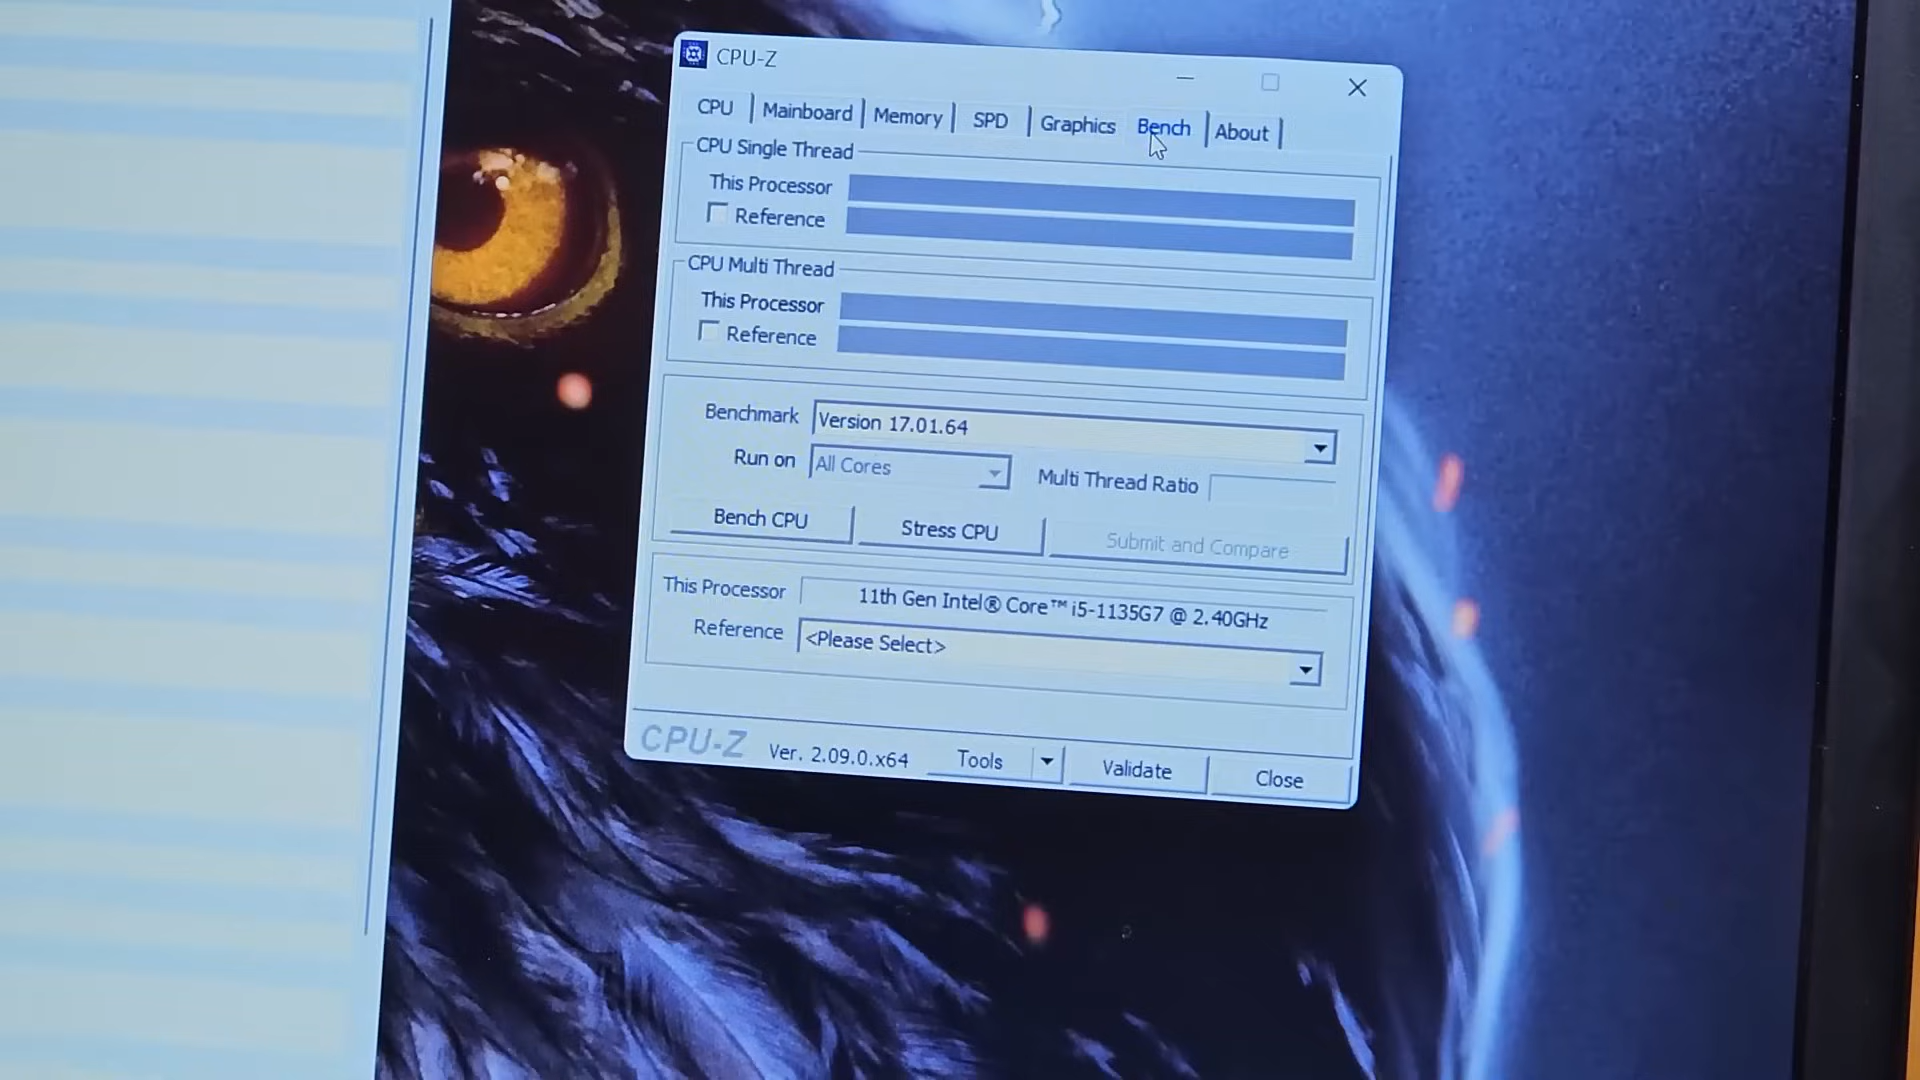 CPU-Z
CPU Mainboard Memory SPD Graphics Bench About
CPU Single Thread
This Processor
Reference
CPU Multi Thread
This Processor
Reference
Benchmark Version 17.01.64
Run on All Cores Multi Thread Ratio
Bench CPU Stress CPU Submit and Compare
This Processor 11th Gen Intel® Core™ i5-1135G7 @ 2.40GHz
Reference <Please Select>
CPU-Z Ver. 2.09.0.x64 Tools Validate Close